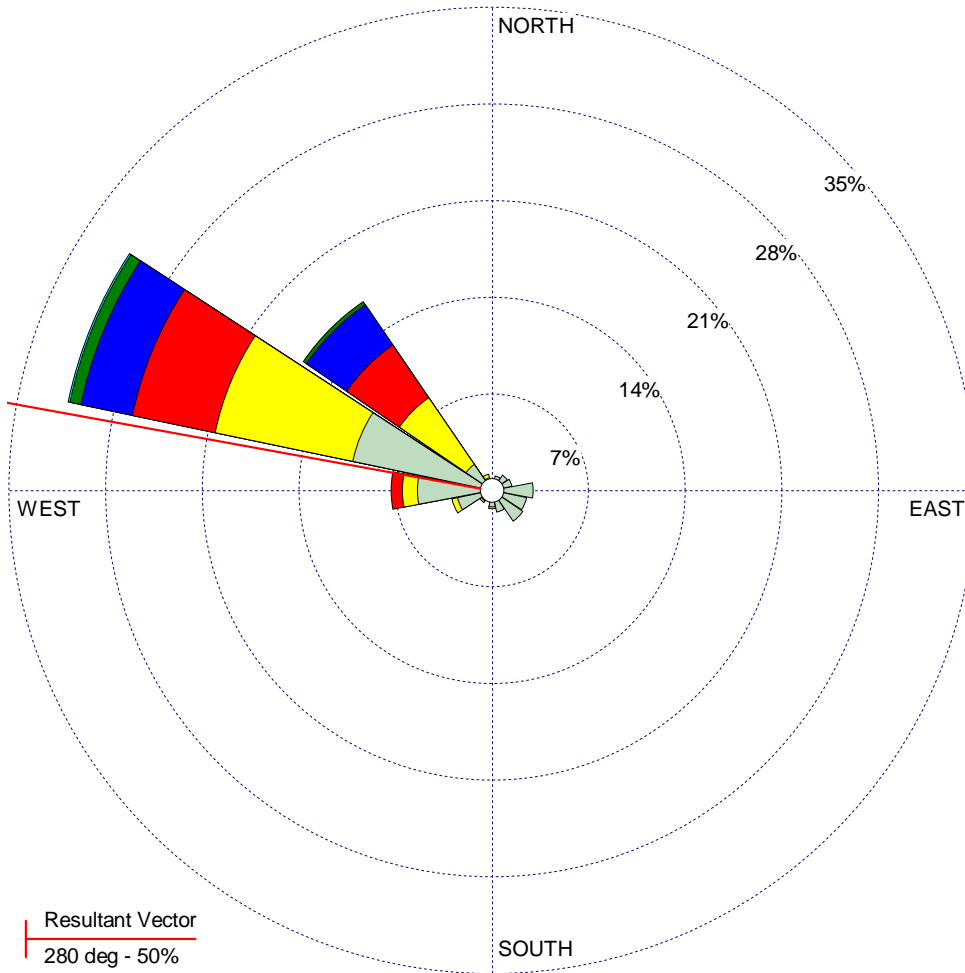 NORTH
35%
28%
21%
14%
7%
WEST
EAST
Resultant Vector
280 deg - 50%
SOUTH